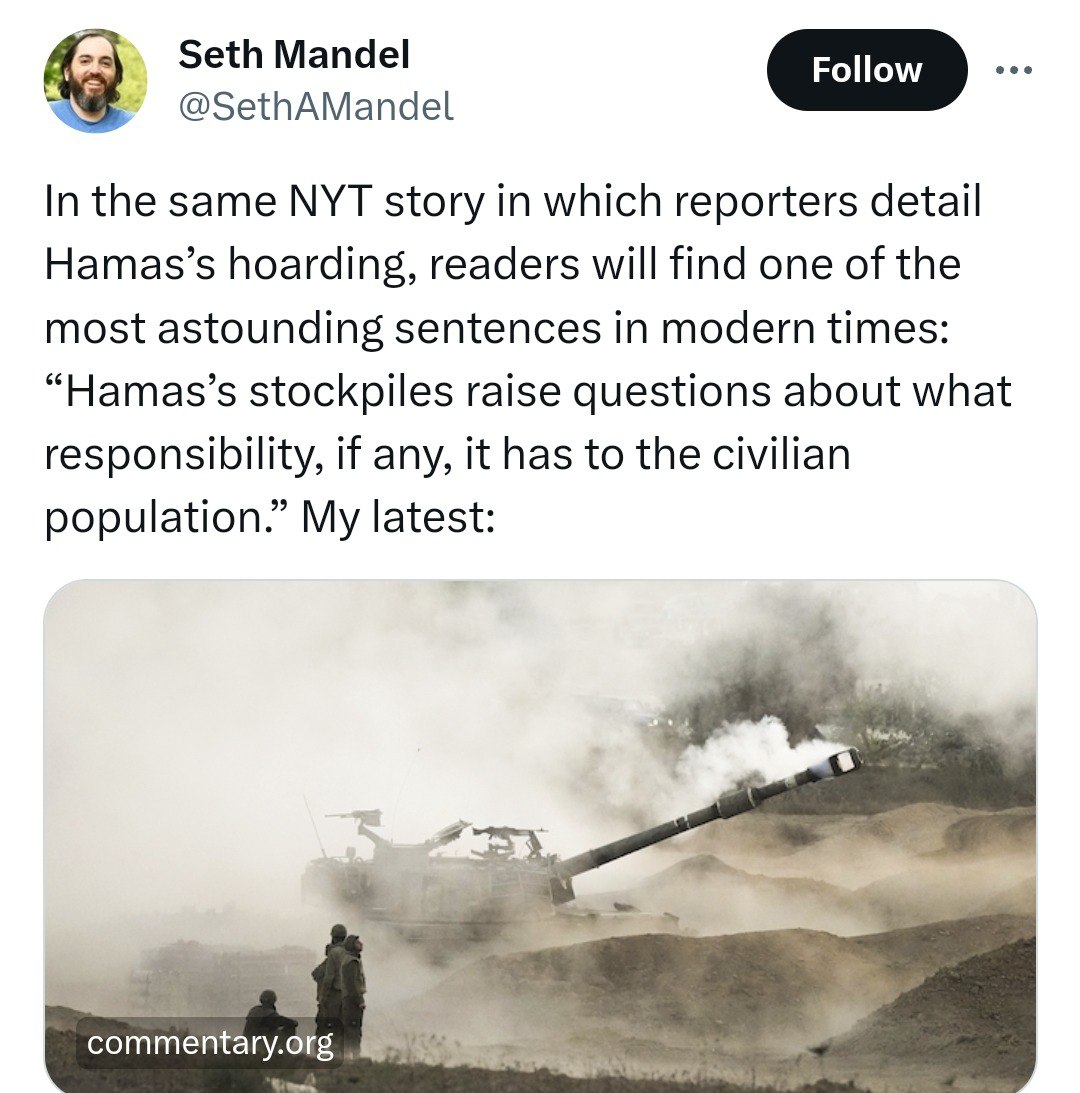 Seth Mandel
@SethAMandel
Follow
In the same NYT story in which reporters detail
Hamas’s hoarding, readers will find one of the
most astounding sentences in modern times:
“Hamas’s stockpiles raise questions about what
responsibility, if any, it has to the civilian
population.” My latest:
commentary.org